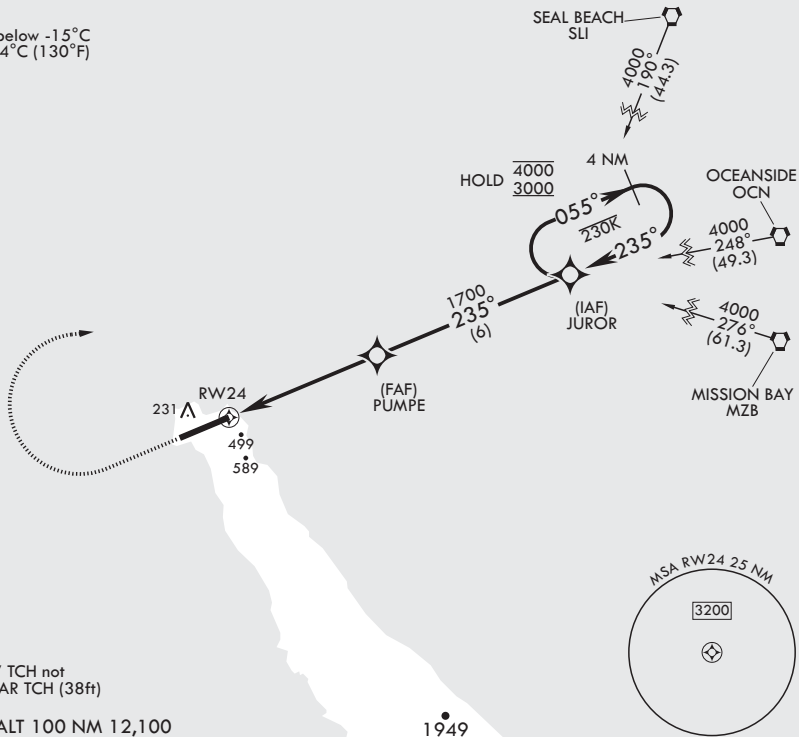 below -15°C
4°C (130°F)
SEAL BEACH
SLI
4000
190°
(44.3)
HOLD
4000
3000
4 NM
055°
230K
235°
OCEANSIDE
OCN
4000
248°
(49.3)
(IAF)
JUROR
4000
276°
(61.3)
MISSION BAY
MZB
1700
235°
(6)
(FAF)
PUMPE
RW24
231
499
589
MSA RW24 25 NM
3200
TCH not
AR TCH (38ft)
ALT 100 NM 12,100
1949